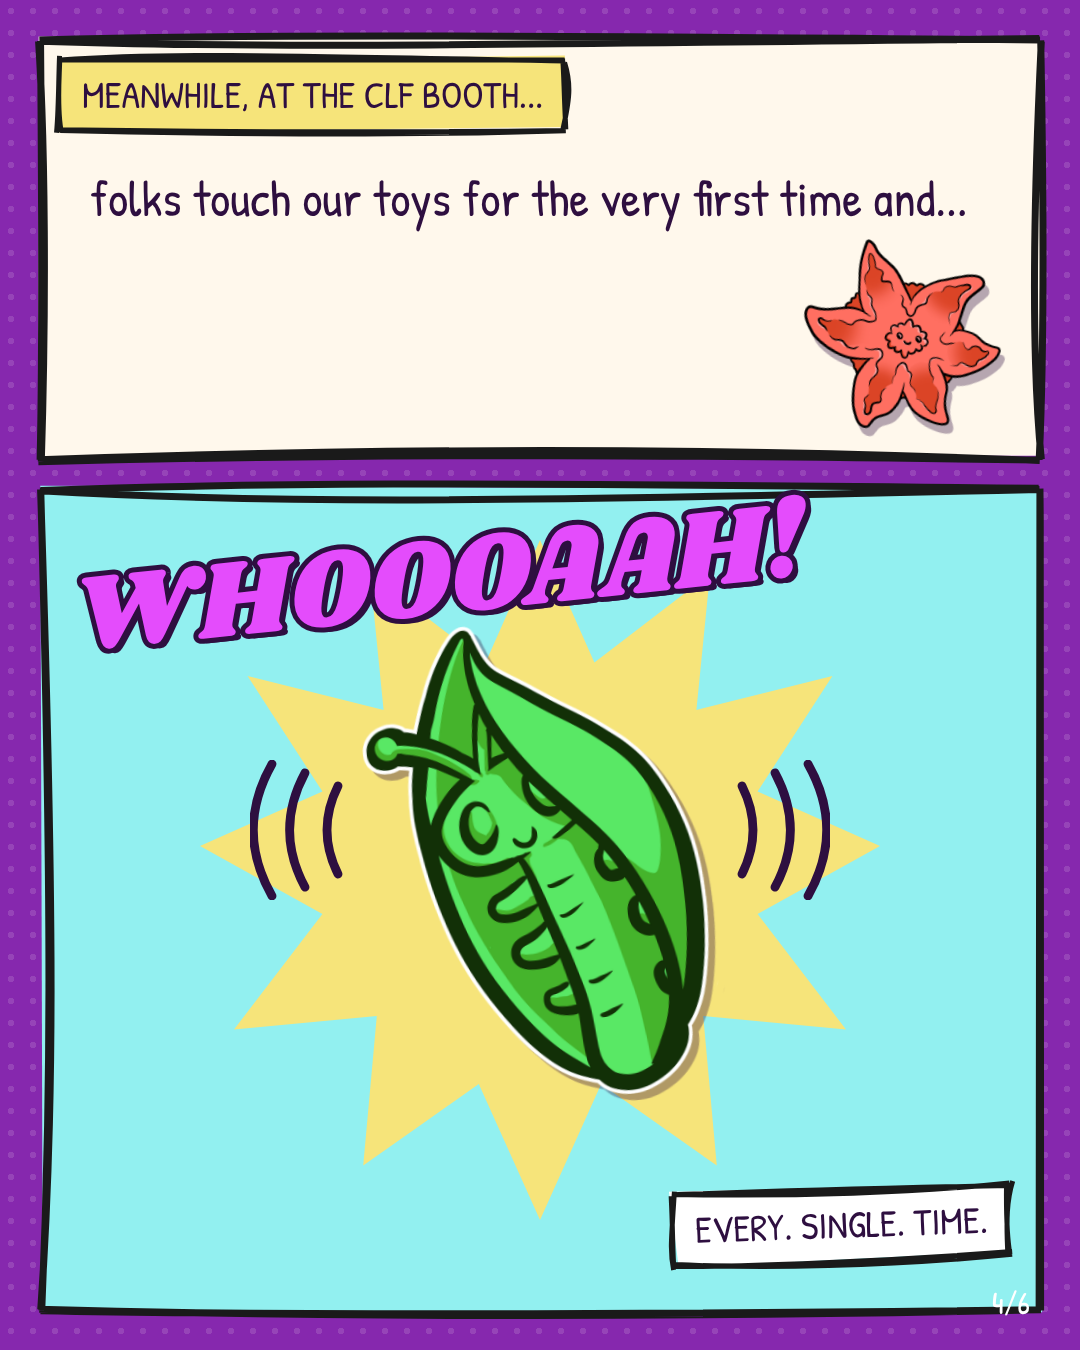 MEANWHILE, AT THE CLF BOOTH...
folks touch our toys for the very first time and...
WHOOOAAH!
EVERY. SINGLE. TIME.
4/6